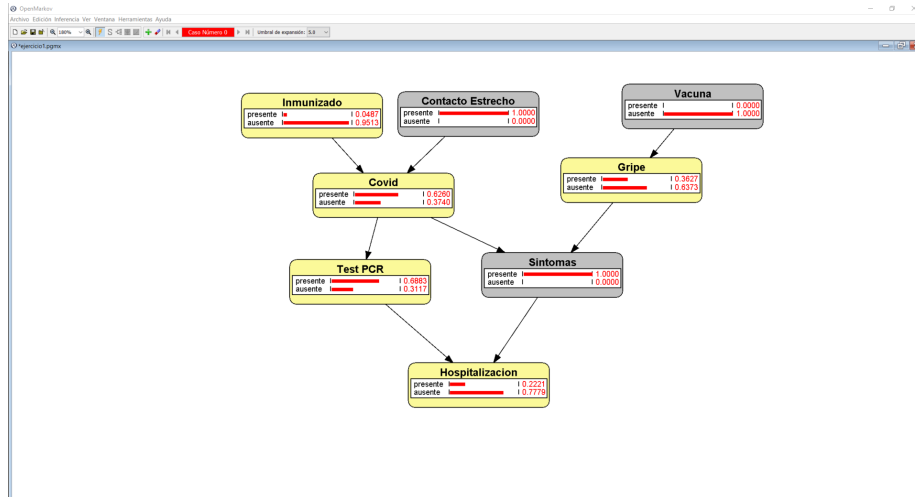 OpenMarkov
Archivo Edición Inferencia Ver Ventana Herramientas Ayuda
100% Caso Número 0 Umbral de expansión: 5.0
*ejercicio1.pgmx
Inmunizado
presente 0.0487
ausente 0.9513
Contacto Estrecho
presente 1.0000
ausente 0.0000
Vacuna
presente 0.0000
ausente 1.0000
Covid
presente 0.6260
ausente 0.3740
Gripe
presente 0.3627
ausente 0.6373
Test PCR
presente 0.6883
ausente 0.3117
Sintomas
presente 1.0000
ausente 0.0000
Hospitalizacion
presente 0.2221
ausente 0.7779